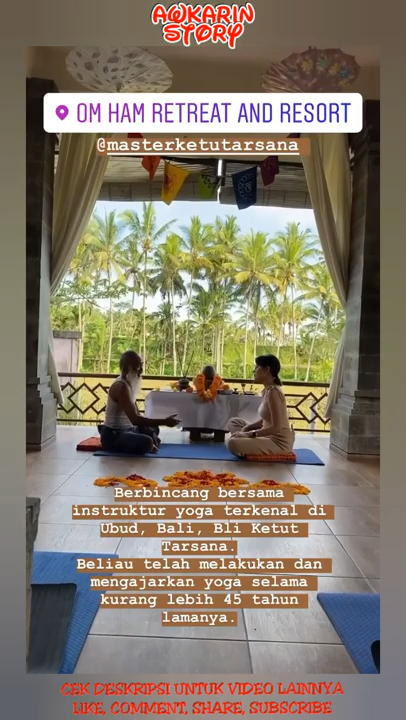 AWKARIN
STORY
OM HAM RETREAT AND RESORT
@masterketutarsana
Berbincang bersama
instruktur yoga terkenal di
Ubud, Bali, Bli Ketut
Tarsana.
Beliau telah melakukan dan
mengajarkan yoga selama
kurang lebih 45 tahun
lamanya.
CEK DESKRIPSI UNTUK VIDEO LAINNYA
LIKE, COMMENT, SHARE, SUBSCRIBE